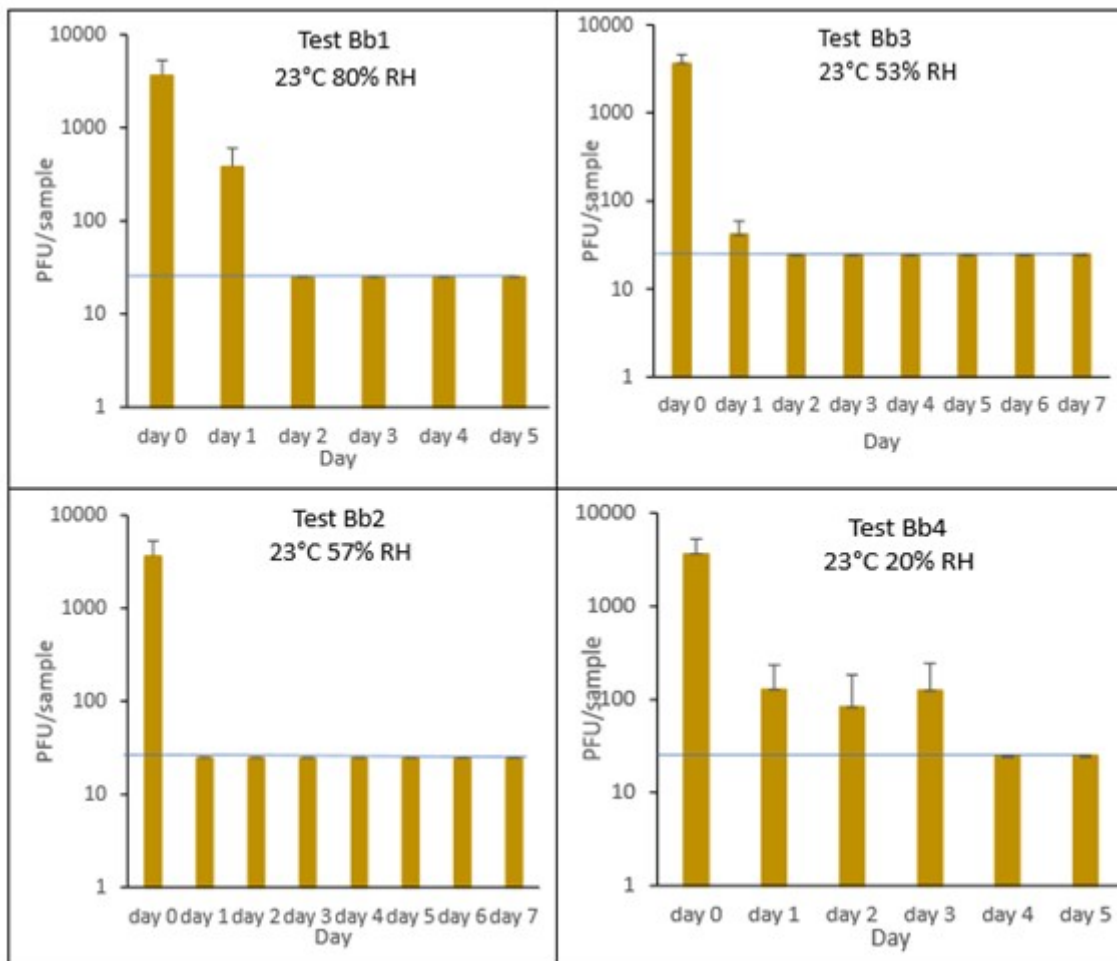 Test Bb1
23°C 80% RH
PFU/sample
10000
1000
100
10
1
day 0 day 1 day 2 day 3 day 4 day 5
Day
Test Bb3
23°C 53% RH
PFU/sample
10000
1000
100
10
1
day 0 day 1 day 2 day 3 day 4 day 5 day 6 day 7
Day
Test Bb2
23°C 57% RH
PFU/sample
10000
1000
100
10
1
day 0 day 1 day 2 day 3 day 4 day 5 day 6 day 7
Day
Test Bb4
23°C 20% RH
PFU/sample
10000
1000
100
10
1
day 0 day 1 day 2 day 3 day 4 day 5
Day